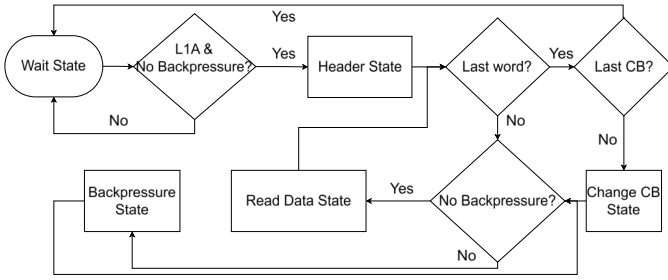 Yes
Wait State
L1A &
No Backpressure?
Yes
Header State
Last word?
Yes
Last CB?
No
No
No
Backpressure
State
Read Data State
Yes
No Backpressure?
Change CB
State
No